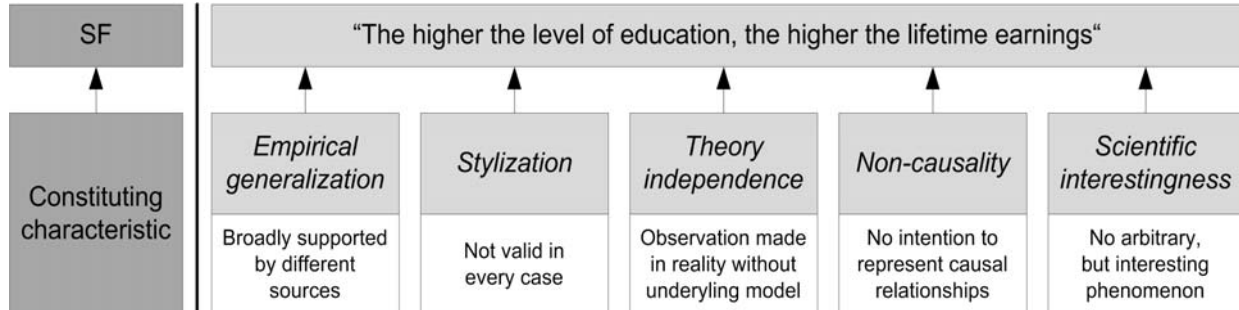 SF
“The higher the level of education, the higher the lifetime earnings“
Constituting
characteristic
Empirical
generalization
Broadly supported
by different
sources
Stylization
Not valid in
every case
Theory
independence
Observation made
in reality without
underyling model
Non-causality
No intention to
represent causal
relationships
Scientific
interestingness
No arbitrary,
but interesting
phenomenon